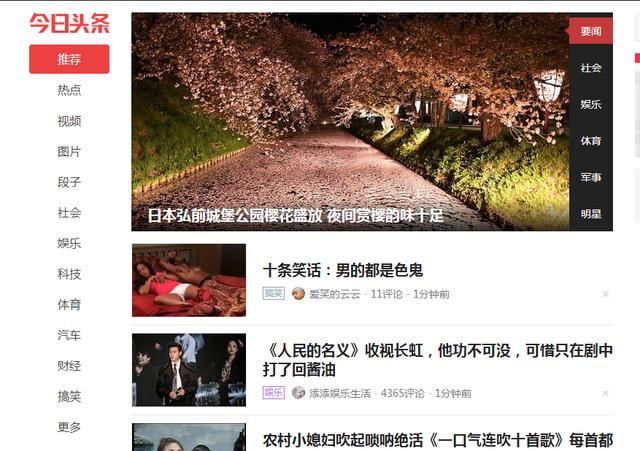 今日头条
推荐
热点
视频
图片
段子
社会
娱乐
科技
体育
汽车
财经
搞笑
更多
日本弘前城堡公园樱花盛放 夜间赏樱韵味十足
要闻
社会
娱乐
体育
军事
明星
十条笑话：男的都是色鬼
搞笑 爱笑的云云 · 11评论 · 1分钟前
《人民的名义》收视长虹，他功不可没，可惜只在剧中
打了回酱油
娱乐 添添娱乐生活 · 4365评论 · 1分钟前
农村小媳妇吹起唢呐绝活《一口气连吹十首歌》每首都